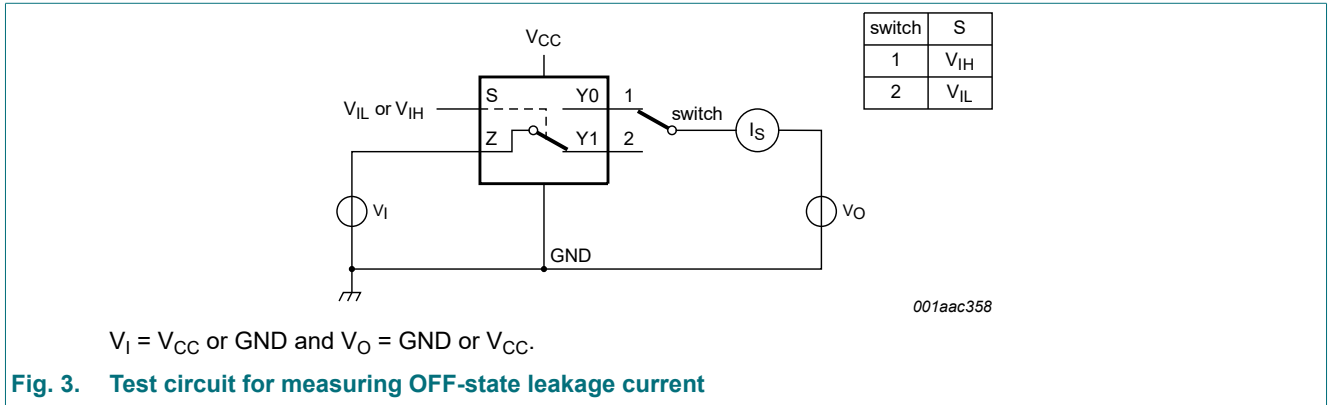 VCC
switch S
1 VIH
2 VIL
S Y0 1
switch
VIL or VIH
IS
Z Y1 2
VI
VO
GND
001aac358
VI = VCC or GND and VO = GND or VCC.
Fig. 3. Test circuit for measuring OFF-state leakage current